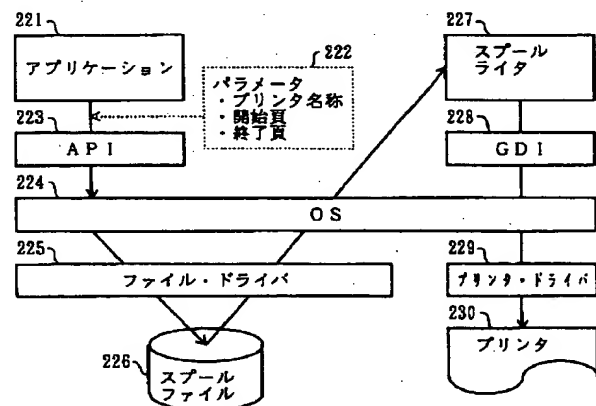 221
アプリケーション
222
パラメータ
・プリンタ名称
・開始頁
・終了頁
223
API
224
OS
225
ファイル・ドライバ
226
スプール
ファイル
227
スプール
ライタ
228
GDI
229
プリンタ・ドライバ
230
プリンタ